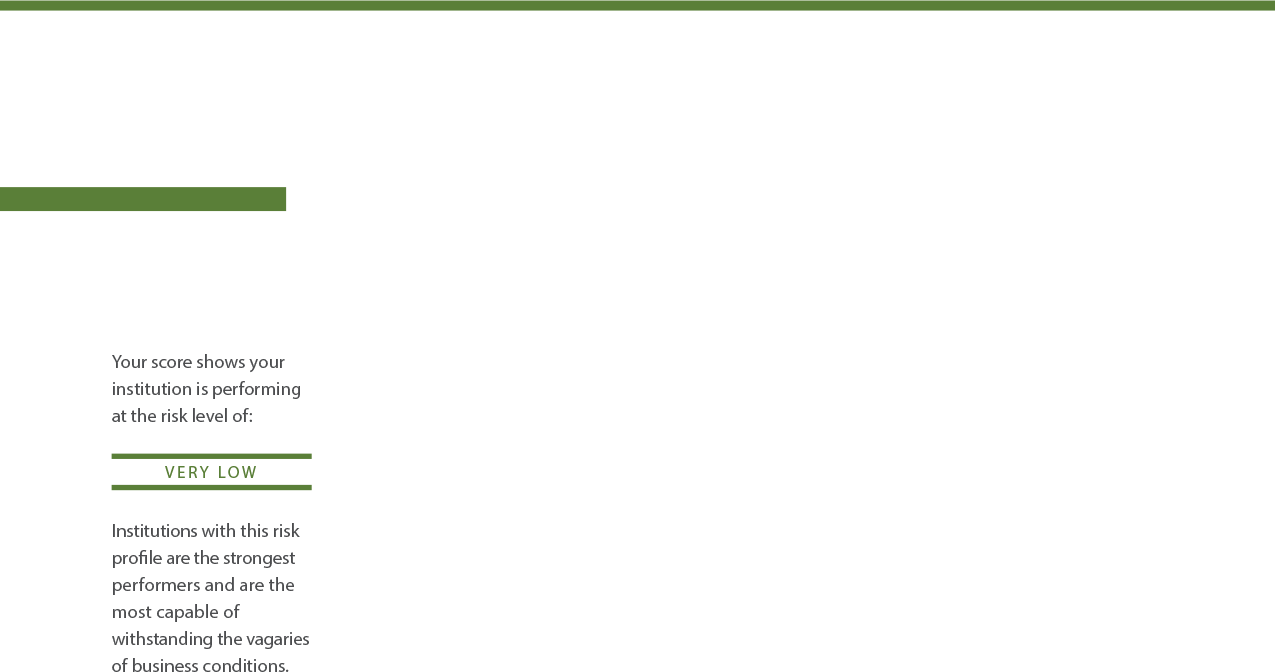 Your score shows your
institution is performing
at the risk level of:
VERY LOW
Institutions with this risk
profile are the strongest
performers and are the
most capable of
withstanding the vagaries
of business conditions.